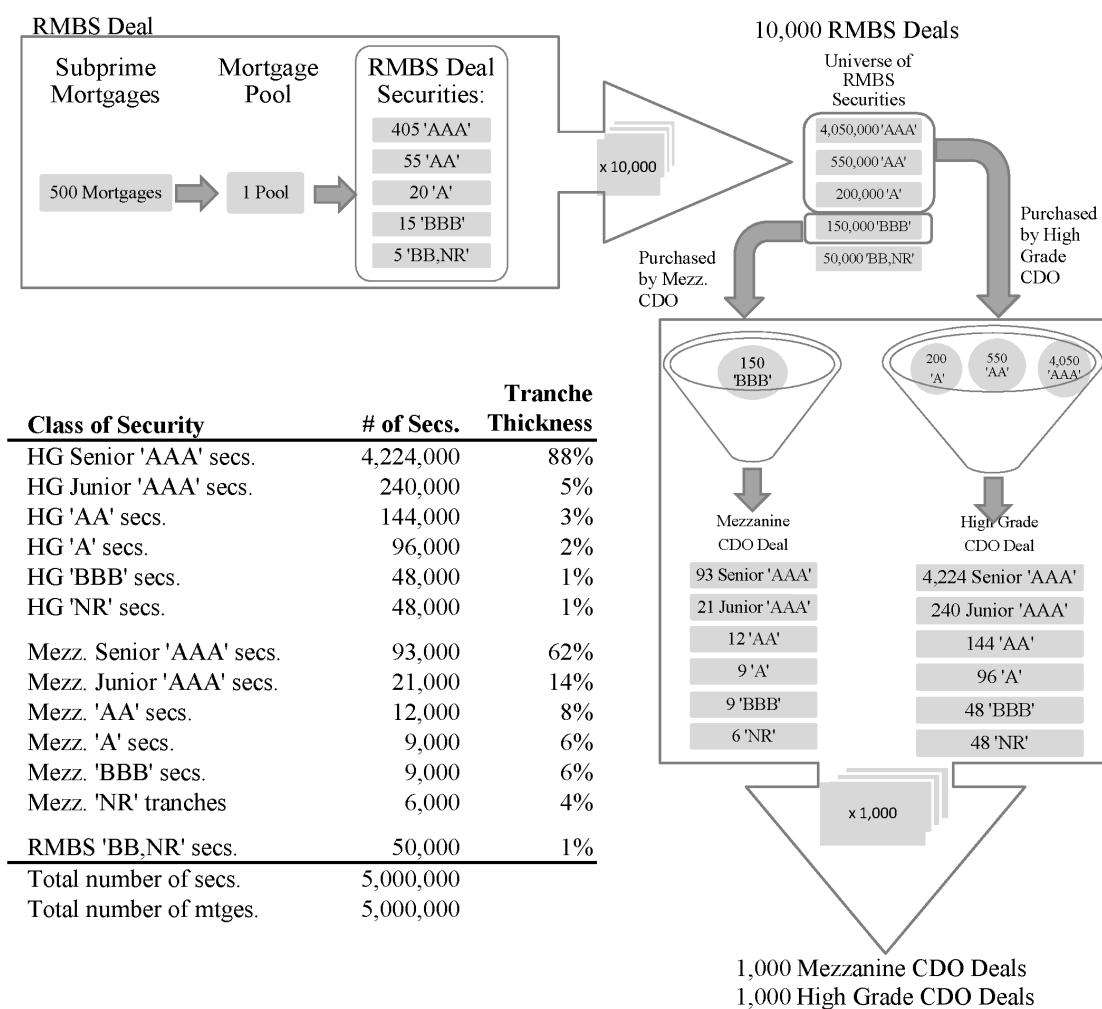 RMBS Deal
Subprime
Mortgages
Mortgage
Pool
RMBS Deal
Securities:
405 'AAA'
55 'AA'
20 'A'
15 'BBB'
5 'BB,NR'
500 Mortgages
1 Pool
x 10,000
10,000 RMBS Deals
Universe of
RMBS
Securities
4,050,000 'AAA'
550,000 'AA'
200,000 'A'
150,000 'BBB'
50,000 'BB,NR'
Purchased
by Mezz.
CDO
Purchased
by High
Grade
CDO
150
'BBB'
200
'A'
550
'AA'
4,050
'AAA'
Mezzanine
CDO Deal
93 Senior 'AAA'
21 Junior 'AAA'
12 'AA'
9 'A'
9 'BBB'
6 'NR'
High Grade
CDO Deal
4,224 Senior 'AAA'
240 Junior 'AAA'
144 'AA'
96 'A'
48 'BBB'
48 'NR'
x 1,000
1,000 Mezzanine CDO Deals
1,000 High Grade CDO Deals
Tranche
Class of Security # of Secs. Thickness
HG Senior 'AAA' secs. 4,224,000 88%
HG Junior 'AAA' secs. 240,000 5%
HG 'AA' secs. 144,000 3%
HG 'A' secs. 96,000 2%
HG 'BBB' secs. 48,000 1%
HG 'NR' secs. 48,000 1%
Mezz. Senior 'AAA' secs. 93,000 62%
Mezz. Junior 'AAA' secs. 21,000 14%
Mezz. 'AA' secs. 12,000 8%
Mezz. 'A' secs. 9,000 6%
Mezz. 'BBB' secs. 9,000 6%
Mezz. 'NR' tranches 6,000 4%
RMBS 'BB,NR' secs. 50,000 1%
Total number of secs. 5,000,000
Total number of mtges. 5,000,000